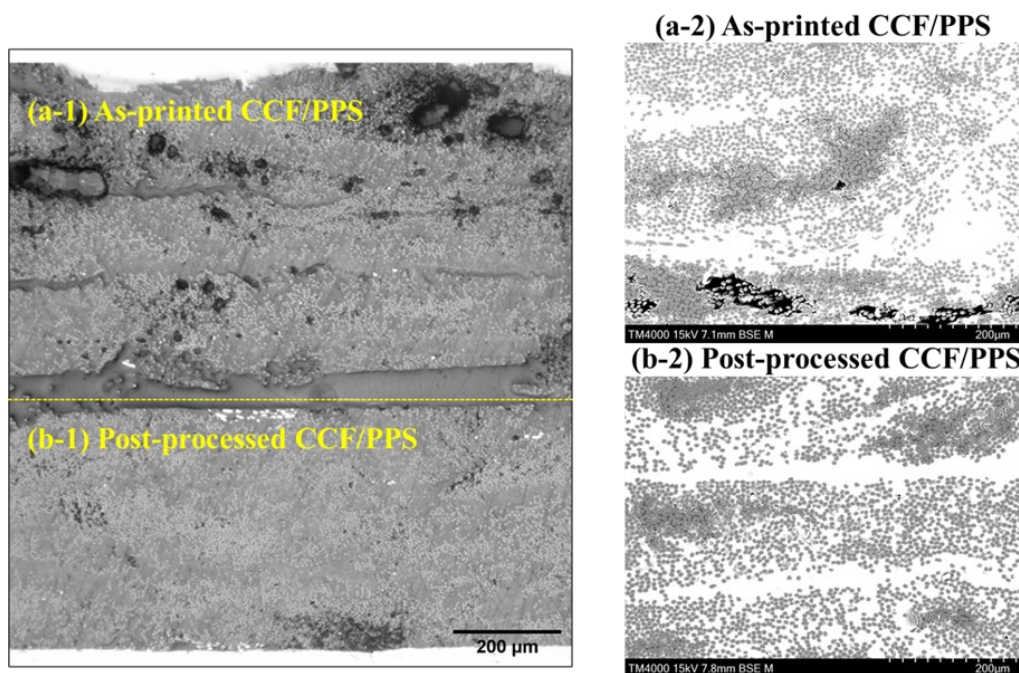 (a-1) As-printed CCF/PPS
(b-1) Post-processed CCF/PPS
200 μm
(a-2) As-printed CCF/PPS
TM4000 15kV 7.1mm BSE M 200μm
(b-2) Post-processed CCF/PPS
TM4000 15kV 7.8mm BSE M 200μm